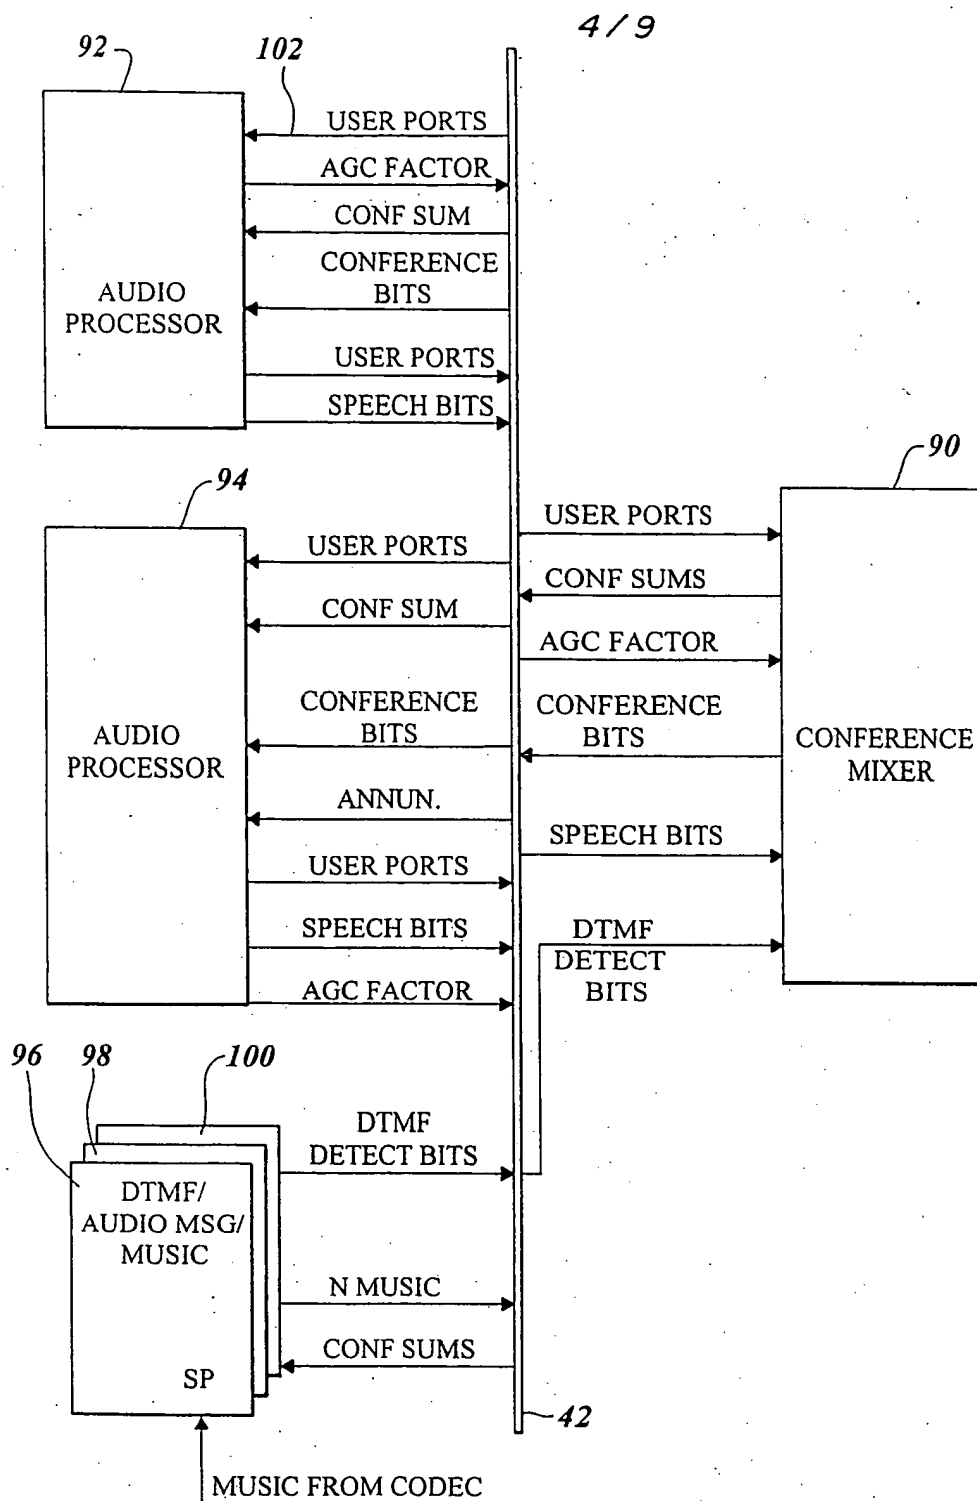 4/9
92
102
USER PORTS
AGC FACTOR
CONF SUM
CONFERENCE
BITS
USER PORTS
SPEECH BITS
AUDIO
PROCESSOR
94
USER PORTS
CONF SUM
CONFERENCE
BITS
ANNUN.
USER PORTS
SPEECH BITS
AGC FACTOR
AUDIO
PROCESSOR
90
USER PORTS
CONF SUMS
AGC FACTOR
CONFERENCE
BITS
SPEECH BITS
DTMF
DETECT
BITS
CONFERENCE
MIXER
96
98
100
DTMF/
AUDIO MSG/
MUSIC
SP
DTMF
DETECT BITS
N MUSIC
CONF SUMS
42
MUSIC FROM CODEC